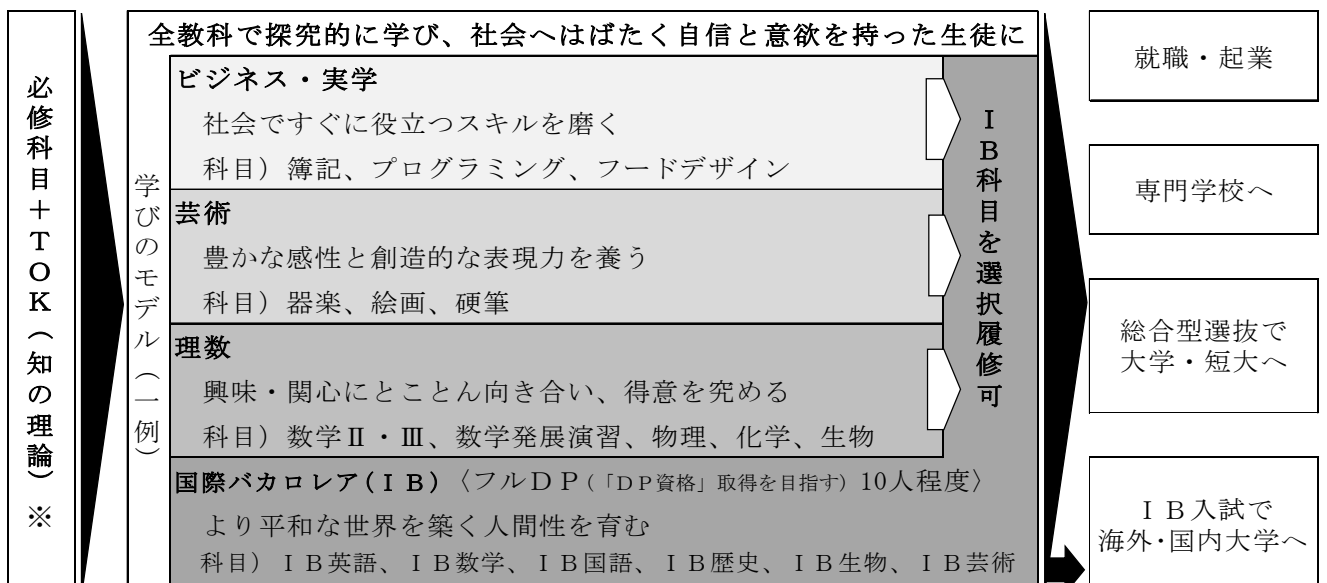 必修科目＋ＴＯＫ（知の理論）※
全教科で探究的に学び、社会へはばたく自信と意欲を持った生徒に
学びのモデル（一例）
ビジネス・実学
社会ですぐに役立つスキルを磨く
科目）簿記、プログラミング、フードデザイン
芸術
豊かな感性と創造的な表現力を養う
科目）器楽、絵画、硬筆
理数
興味・関心にとことん向き合い、得意を究める
科目）数学Ⅱ・Ⅲ、数学発展演習、物理、化学、生物
国際バカロレア(ＩＢ)〈フルＤＰ(「ＤＰ資格」取得を目指す) 10人程度〉
より平和な世界を築く人間性を育む
科目）ＩＢ英語、ＩＢ数学、ＩＢ国語、ＩＢ歴史、ＩＢ生物、ＩＢ芸術
ＩＢ科目を選択履修可
就職・起業
専門学校へ
総合型選抜で
大学・短大へ
ＩＢ入試で
海外・国内大学へ